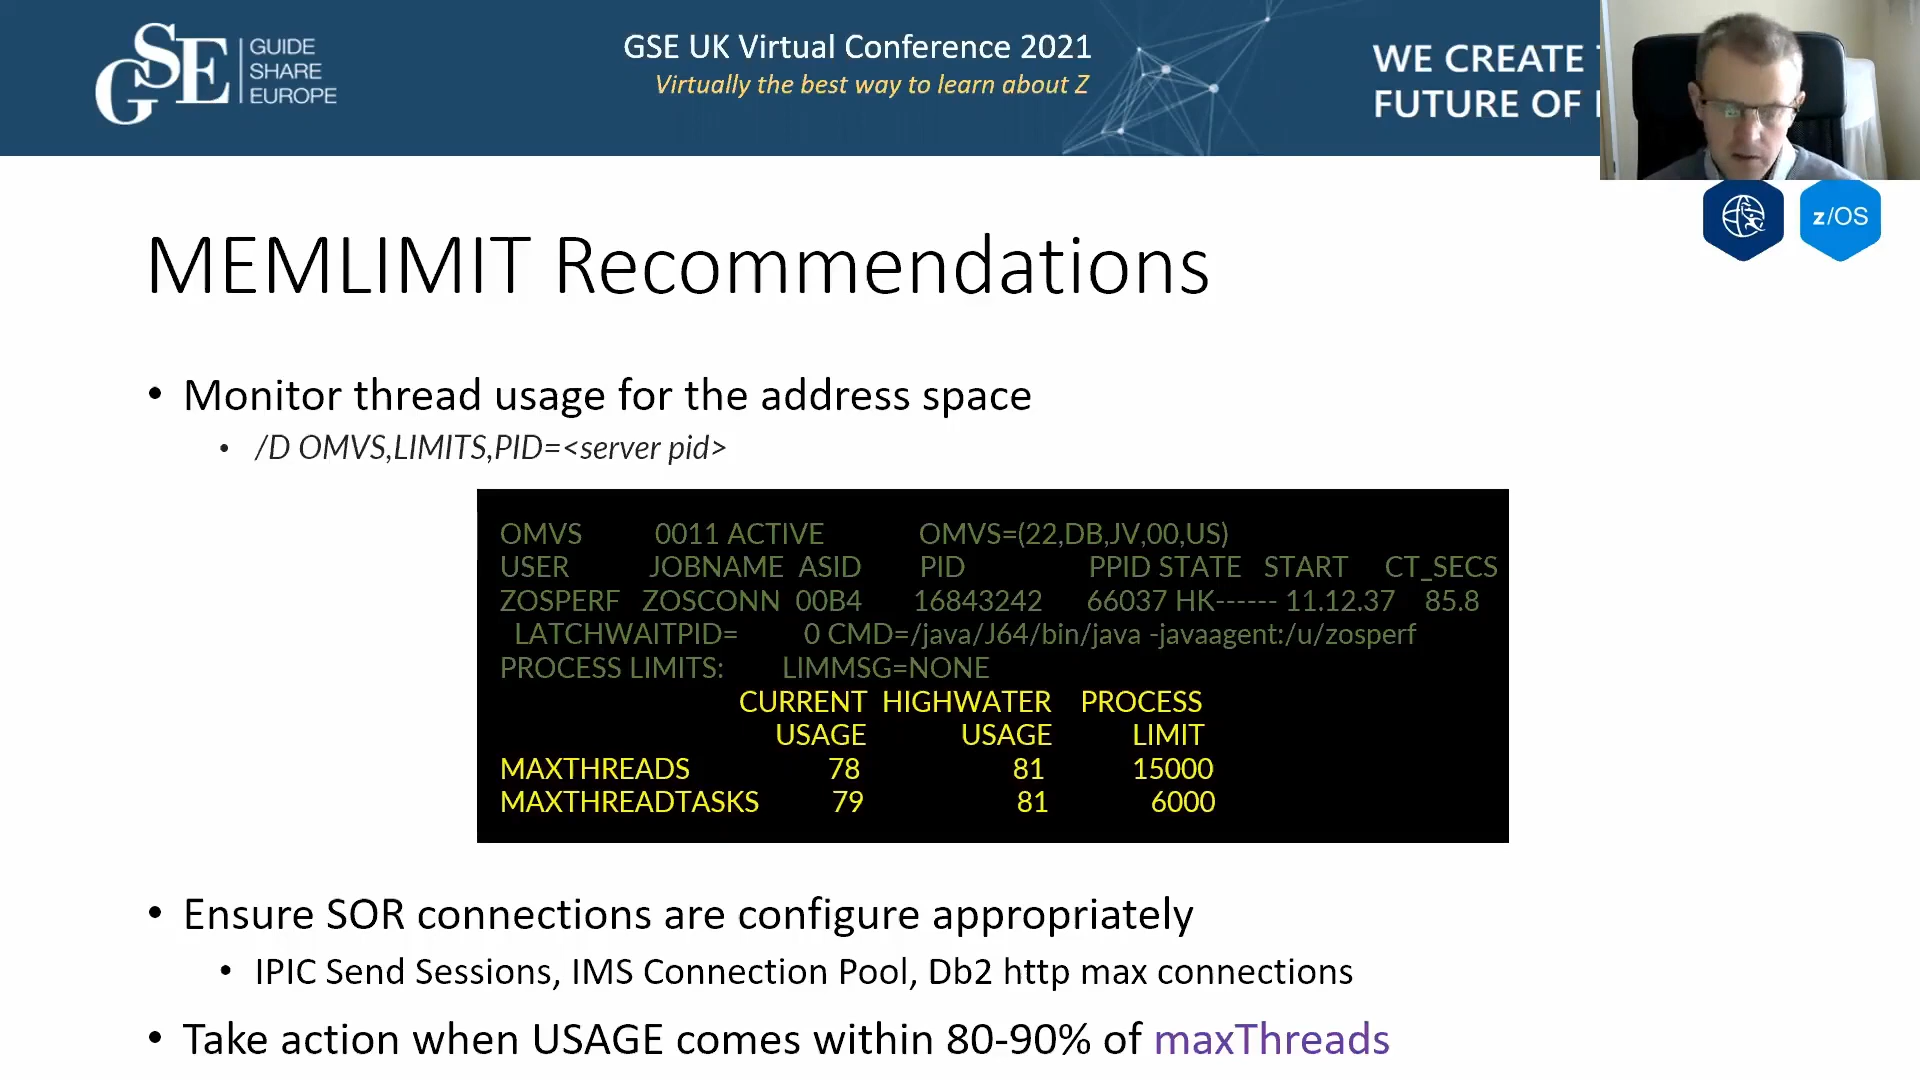 GSE
GUIDE
SHARE
EUROPE
GSE UK Virtual Conference 2021
Virtually the best way to learn about Z
WE CREATE
FUTURE OF
z/OS
MEMLIMIT Recommendations
• Monitor thread usage for the address space
• /D OMVS,LIMITS,PID=<server pid>
OMVS 0011 ACTIVE OMVS=(22,DB,JV,00,US)
USER JOBNAME ASID PID PPID STATE START CT_SECS
ZOSPERF ZOSCONN 00B4 16843242 66037 HK------ 11.12.37 85.8
LATCHWAITPID= 0 CMD=/java/J64/bin/java -javaagent:/u/zosperf
PROCESS LIMITS: LIMMSG=NONE
CURRENT HIGHWATER PROCESS
USAGE USAGE LIMIT
MAXTHREADS 78 81 15000
MAXTHREADTASKS 79 81 6000
• Ensure SOR connections are configure appropriately
• IPIC Send Sessions, IMS Connection Pool, Db2 http max connections
• Take action when USAGE comes within 80-90% of maxThreads